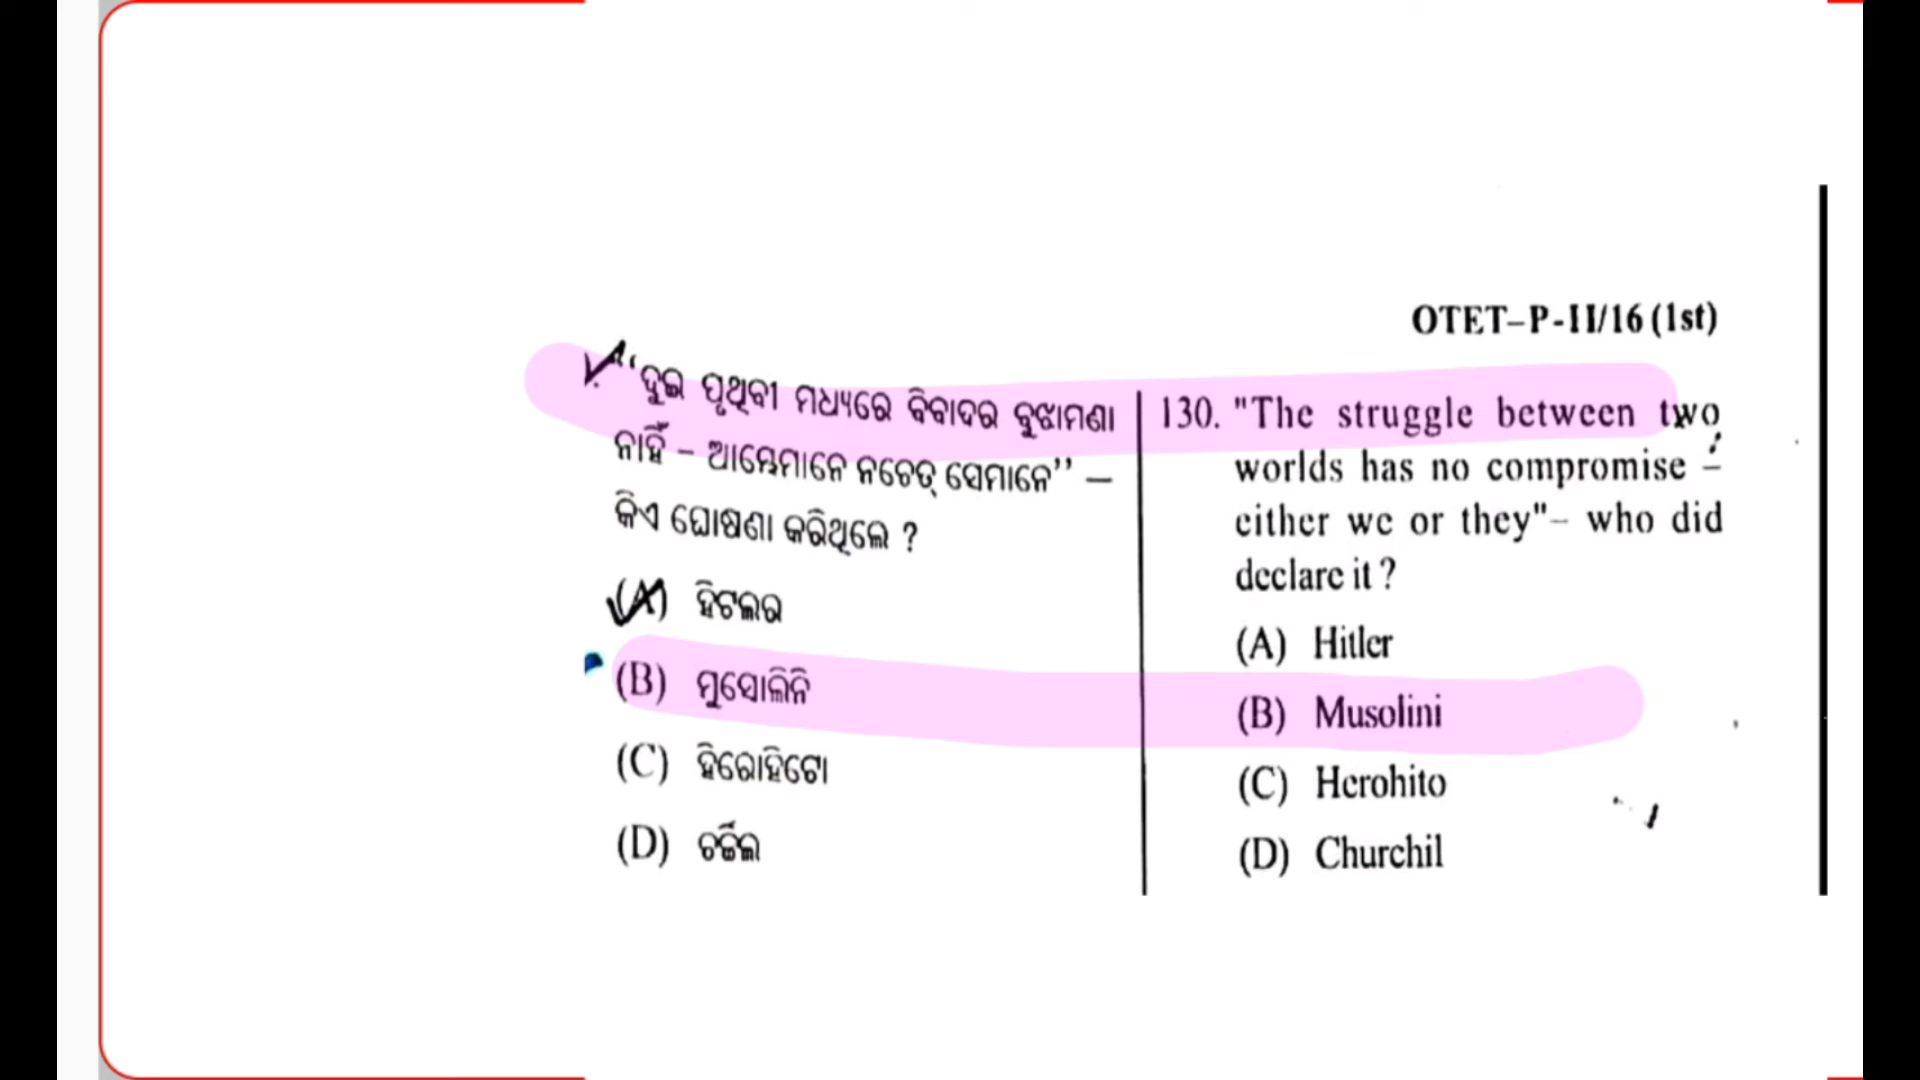 OTET–P-II/16 (1st)
“ଦୁଇ ପୃଥିବୀ ମଧ୍ୟରେ ବିବାଦର ବୁଝାମଣା
ନାହିଁ – ଆମ୍ଭେମାନେ ନଚେତ୍ ସେମାନେ” –
କିଏ ଘୋଷଣା କରିଥିଲେ ?
(A) ହିଟଲର
(B) ମୁସୋଲିନି
(C) ହିରୋହିଟୋ
(D) ଚର୍ଚ୍ଚିଲ
130. "The struggle between two
worlds has no compromise –
either we or they"– who did
declare it ?
(A) Hitler
(B) Musolini
(C) Herohito
(D) Churchil